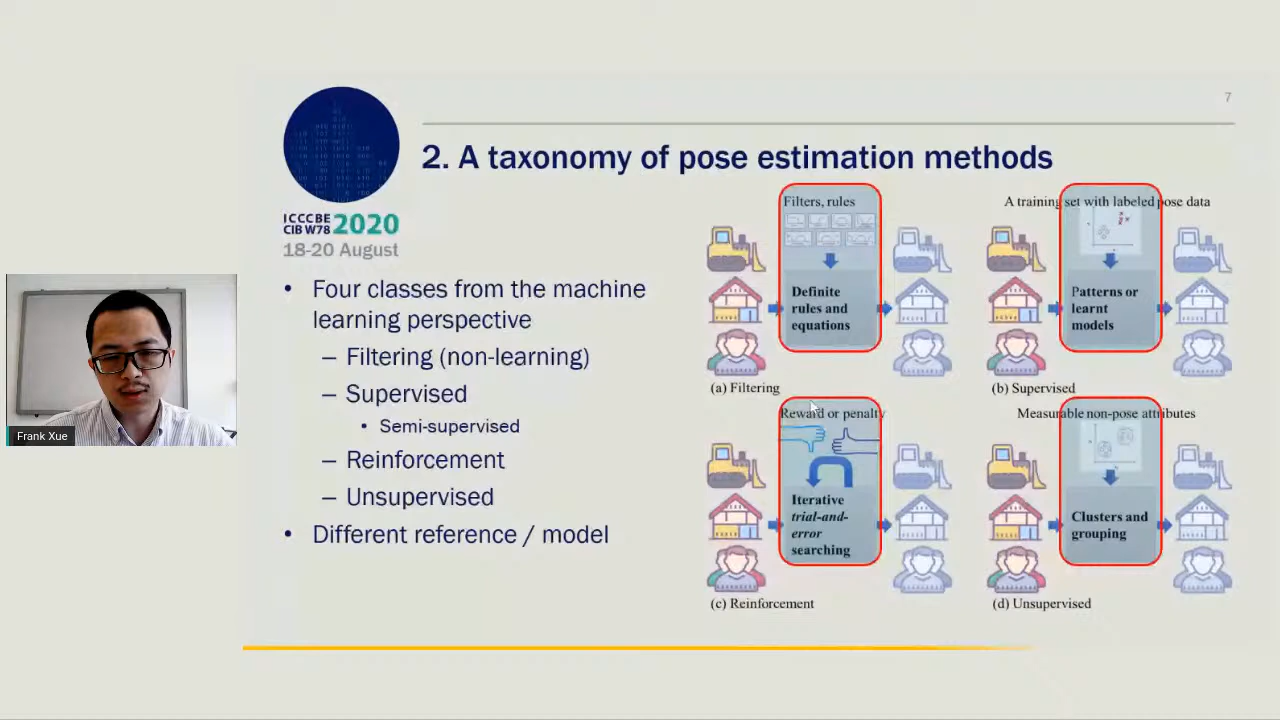 7
2. A taxonomy of pose estimation methods
ICCCBE
CIB W78 2020
18-20 August
• Four classes from the machine
learning perspective
– Filtering (non-learning)
– Supervised
• Semi-supervised
– Reinforcement
– Unsupervised
• Different reference / model
Frank Xue
Filters, rules
Definite
rules and
equations
(a) Filtering
A training set with labeled pose data
Patterns or
learnt
models
(b) Supervised
Reward or penalty
Iterative
trial-and-
error
searching
(c) Reinforcement
Measurable non-pose attributes
Clusters and
grouping
(d) Unsupervised